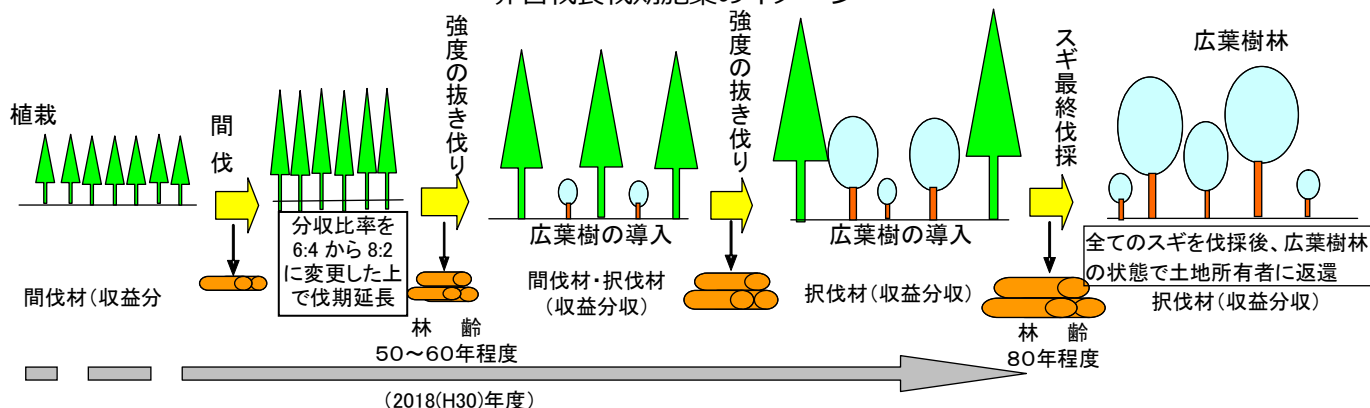 植栽
間伐
分収比率を
6:4 から 8:2
に変更した上
で伐期延長
間伐材(収益分
強度の抜き伐り
林 齢
50～60年程度
広葉樹の導入
間伐材・択伐材
(収益分収)
強度の抜き伐り
広葉樹の導入
択伐材(収益分収)
スギ最終伐採
林 齢
80年程度
広葉樹林
全てのスギを伐採後、広葉樹林
の状態で土地所有者に返還
択伐材(収益分収)
(2018(H30)年度)